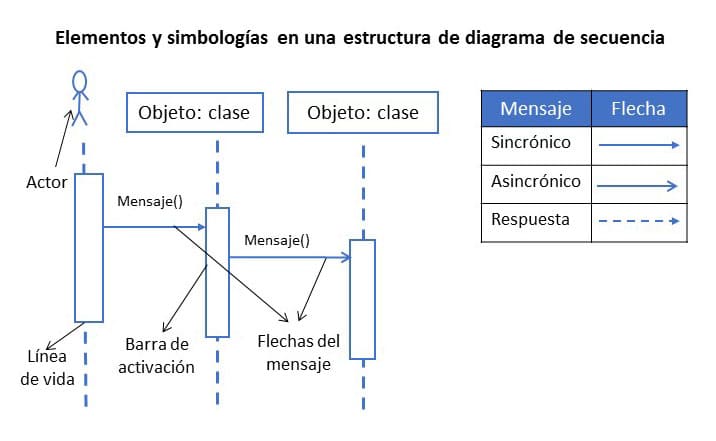 Elementos y simbologías en una estructura de diagrama de secuencia
Objeto: clase
Objeto: clase
Mensaje Flecha
Sincrónico
Asincrónico
Respuesta
Actor
Mensaje()
Mensaje()
Línea
de vida
Barra de
activación
Flechas del
mensaje